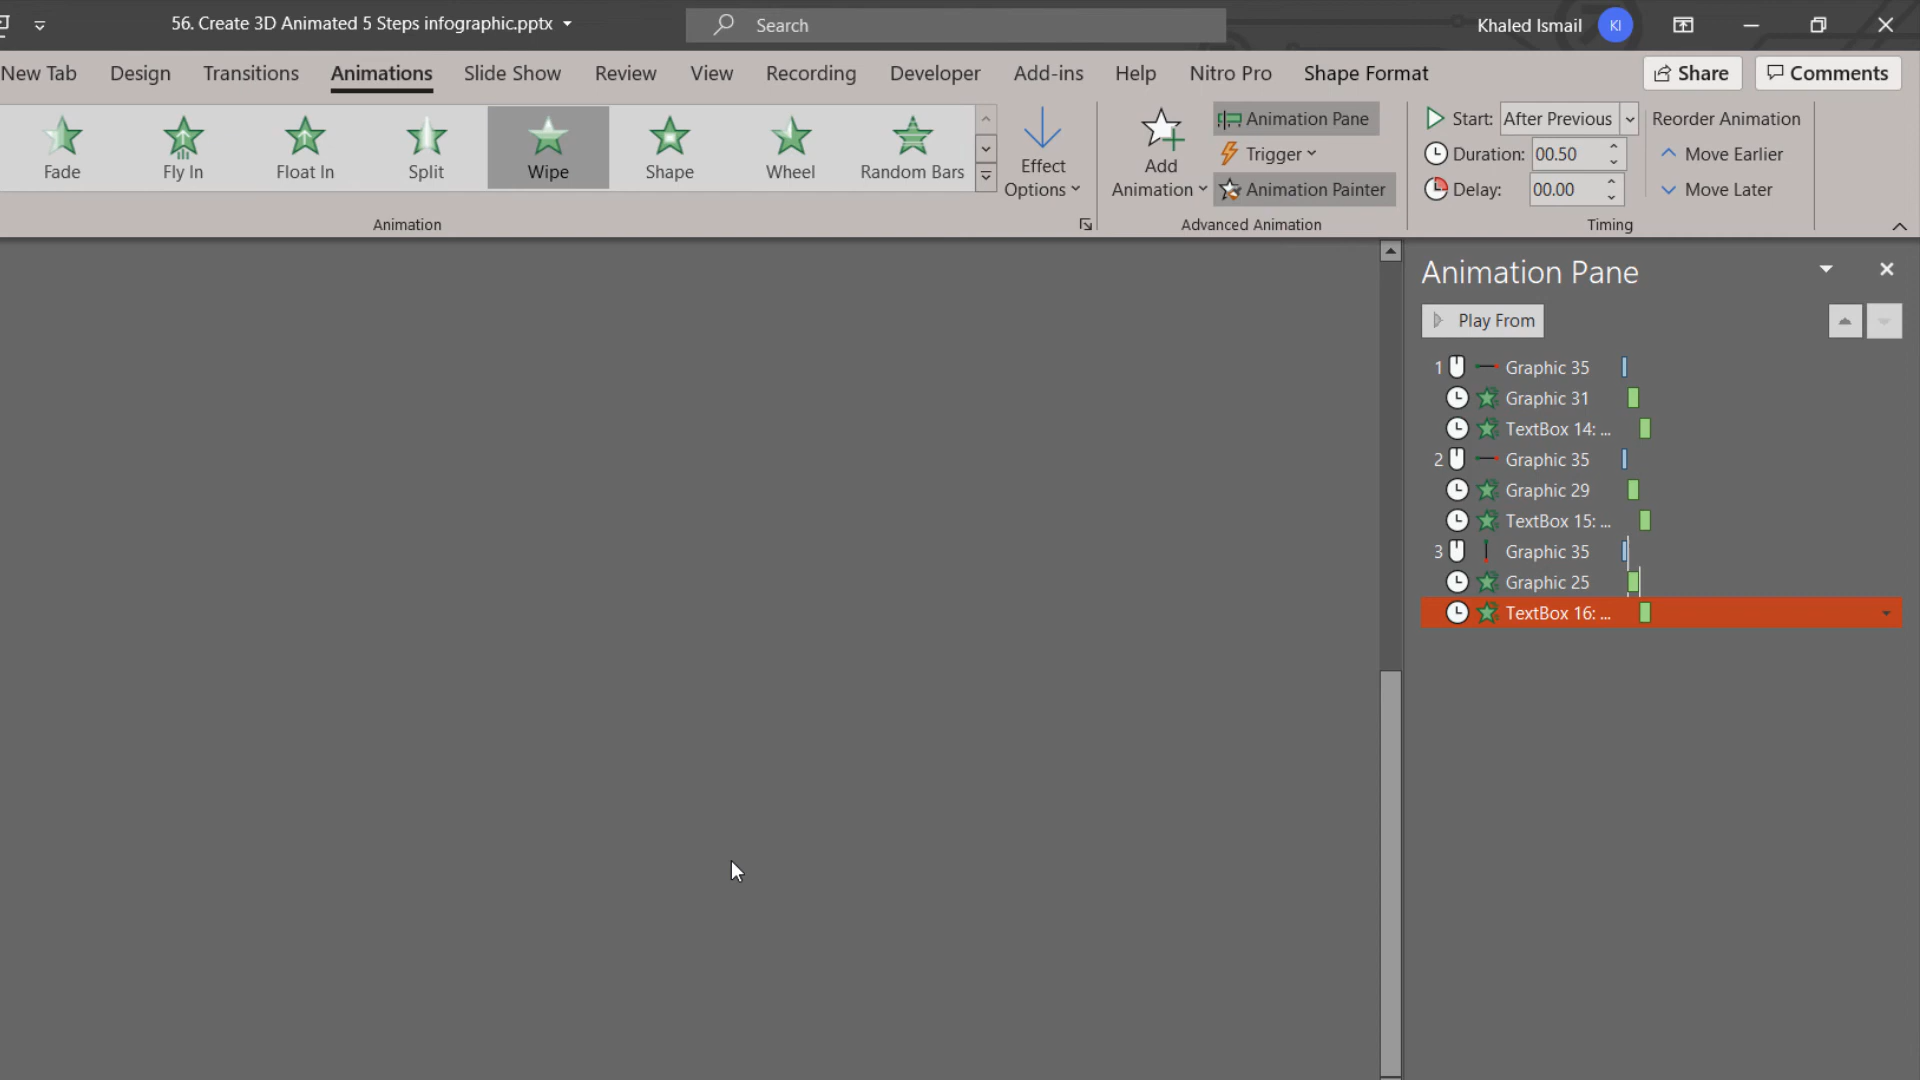 56. Create 3D Animated 5 Steps infographic.pptx
Search
Khaled Ismail
KI
New Tab
Design
Transitions
Animations
Slide Show
Review
View
Recording
Developer
Add-ins
Help
Nitro Pro
Shape Format
Share
Comments
Fade
Fly In
Float In
Split
Wipe
Shape
Wheel
Random Bars
Effect
Options
Add
Animation
Animation Pane
Trigger
Animation Painter
Start: After Previous
Duration: 00.50
Delay: 00.00
Reorder Animation
Move Earlier
Move Later
Animation
Advanced Animation
Timing
Animation Pane
Play From
1 Graphic 35
Graphic 31
TextBox 14: ...
2 Graphic 35
Graphic 29
TextBox 15: ...
3 Graphic 35
Graphic 25
TextBox 16: ...